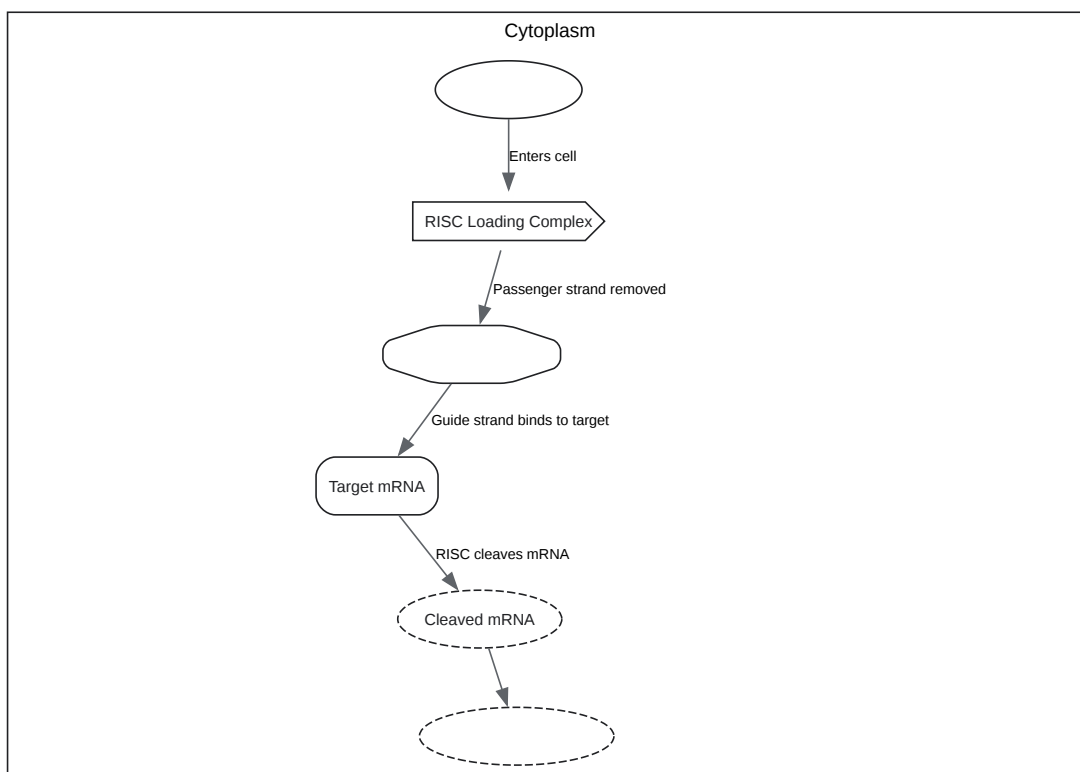 Cytoplasm
Enters cell
RISC Loading Complex
Passenger strand removed
Guide strand binds to target
Target mRNA
RISC cleaves mRNA
Cleaved mRNA